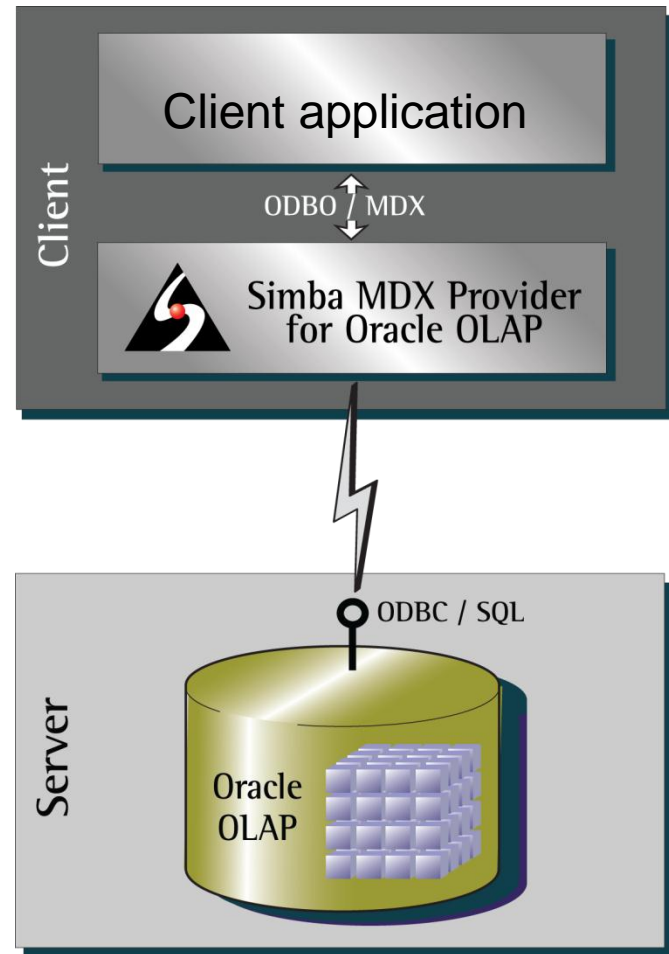 Client
Client application
ODBO / MDX
Simba MDX Provider
for Oracle OLAP
Server
ODBC / SQL
Oracle
OLAP